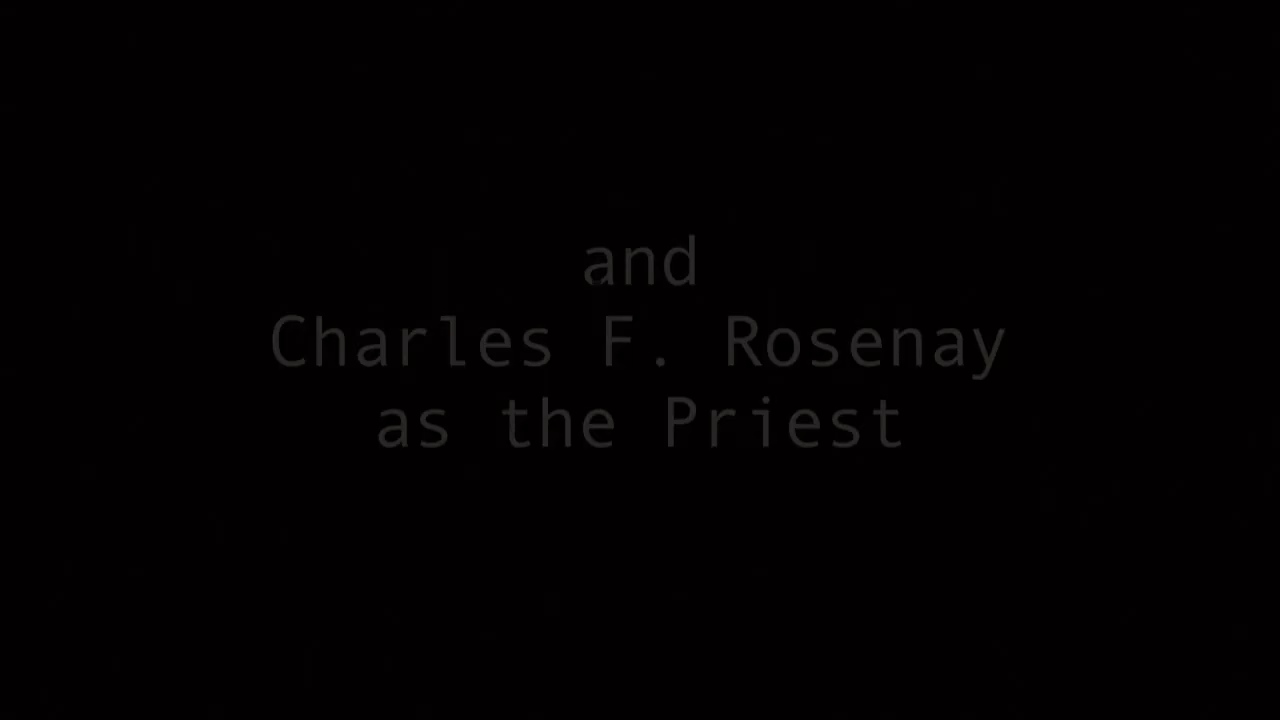 and
Charles F. Rosenay
as the Priest